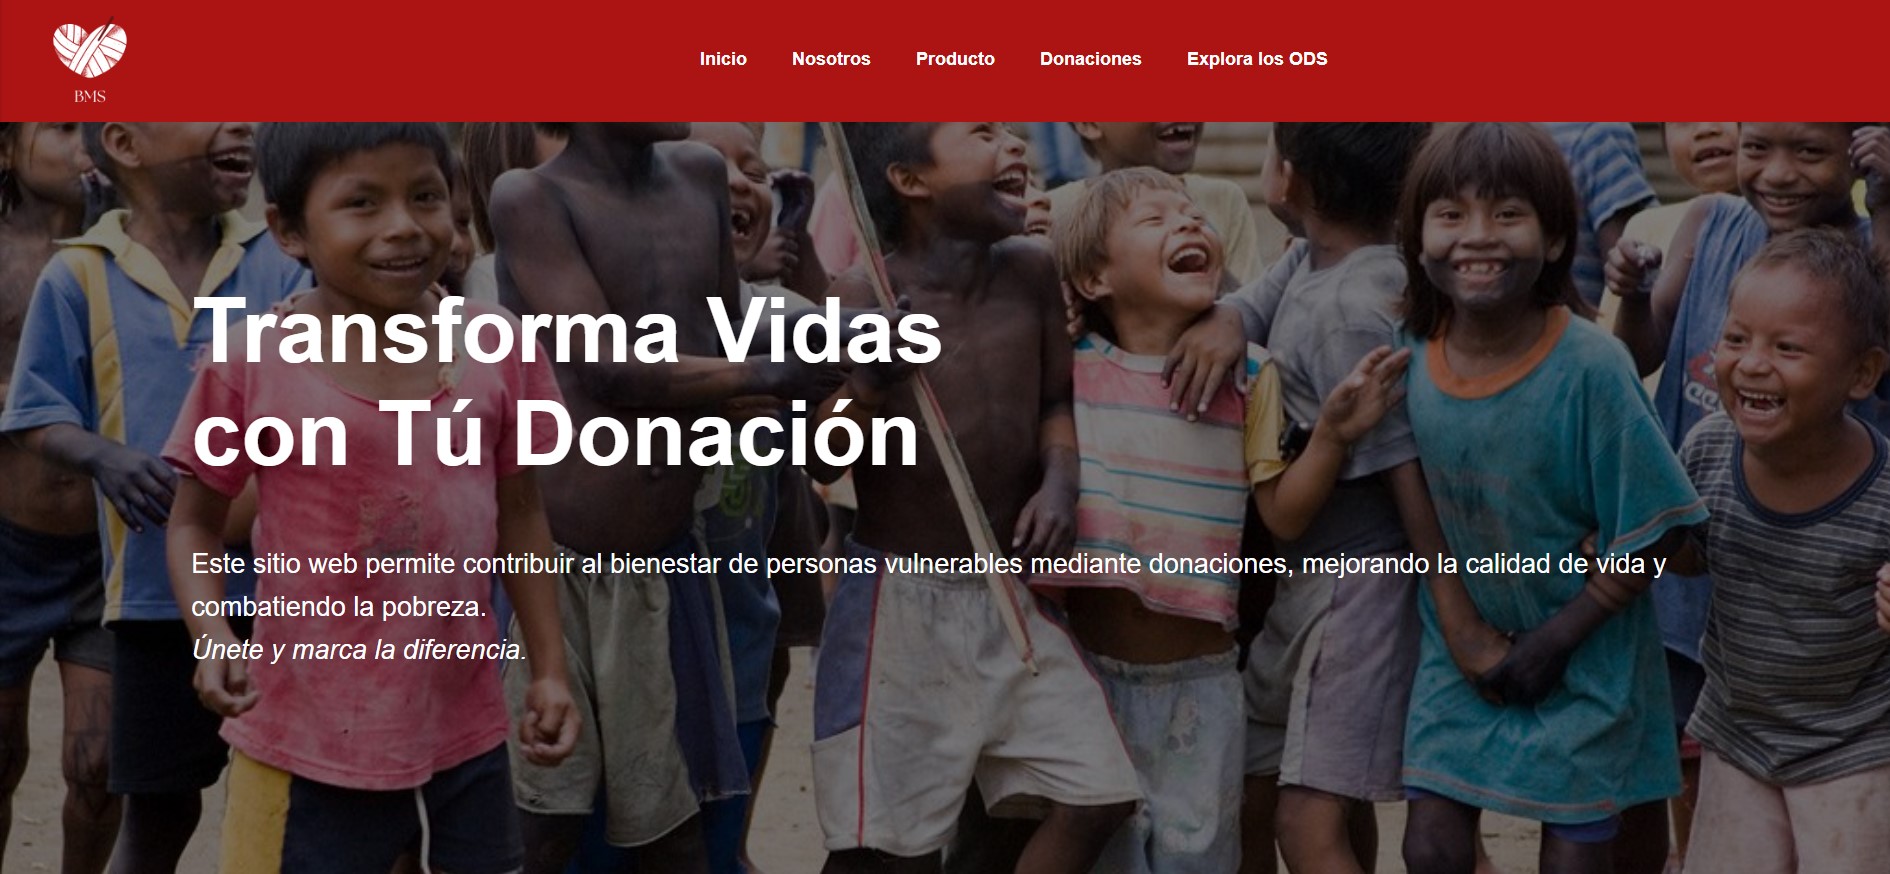 BMS
Inicio Nosotros Producto Donaciones Explora los ODS
Transforma Vidas
con Tú Donación
Este sitio web permite contribuir al bienestar de personas vulnerables mediante donaciones, mejorando la calidad de vida y
combatiendo la pobreza.
Únete y marca la diferencia.